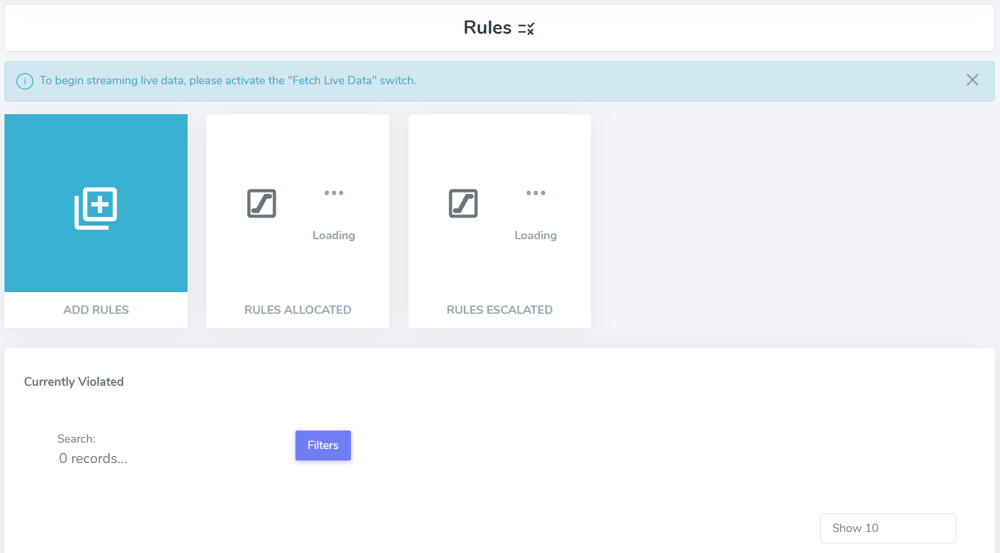 Rules
To begin streaming live data, please activate the "Fetch Live Data" switch.
Loading
Loading
ADD RULES
RULES ALLOCATED
RULES ESCALATED
Currently Violated
Search:
0 records...
Filters
Show 10